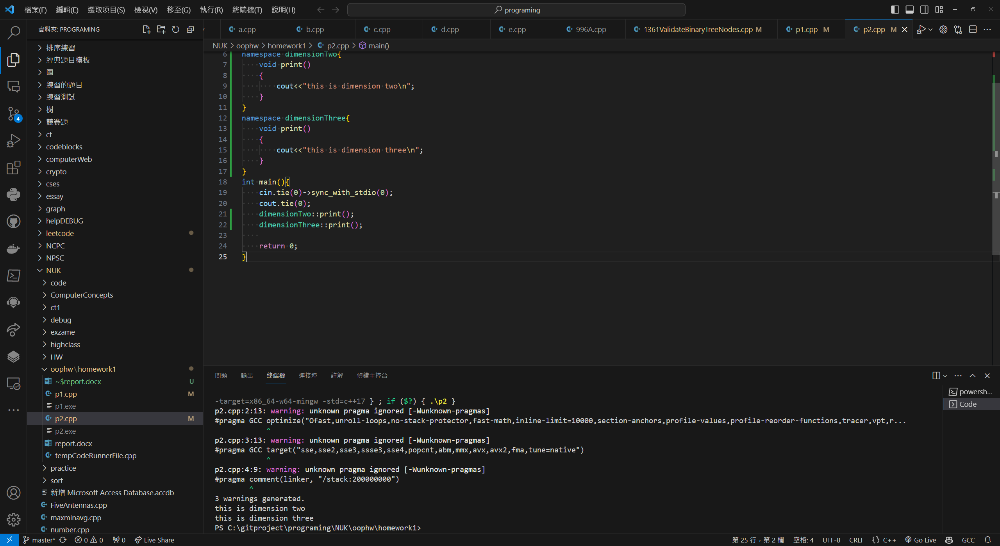 檔案(F) 編輯(E) 選取項目(S) 檢視(V) 移至(G) 執行(R) 終端機(T) 說明(H)
programing
資料夾: PROGRAMING
a.cpp b.cpp c.cpp d.cpp e.cpp 996A.cpp 1361ValidateBinaryTreeNodes.cpp M p1.cpp M p2.cpp M
NUK > oophw > homework1 > p2.cpp > main()
排序練習
經典題目模板
圖
練習的題目
練習測試
樹
競賽題
cf
codeblocks
computerWeb
crypto
cses
essay
graph
helpDEBUG
leetcode
NCPC
NPSC
NUK
code
ComputerConcepts
ct1
debug
exzame
highclass
HW
oophw\homework1
~$report.docx U
p1.cpp M
p1.exe
p2.cpp M
p2.exe
report.docx
tempCodeRunnerFile.cpp
practice
sort
新增 Microsoft Access Database.accdb
FiveAntennas.cpp
maxminavg.cpp
number.cpp
4
6 namespace dimensionTwo{
7 void print()
8 {
9 cout<<"this is dimension two\n";
10 }
11 }
12 namespace dimensionThree{
13 void print()
14 {
15 cout<<"this is dimension three\n";
16 }
17 }
18 int main(){
19 cin.tie(0)->sync_with_stdio(0);
20 cout.tie(0);
21 dimensionTwo::print();
22 dimensionThree::print();
23
24 return 0;
25 }
問題 輸出 終端機 連接埠 註解 偵錯主控台
-target=x86_64-w64-mingw -std=c++17 } ; if ($?) { .\p2 }
p2.cpp:2:13: warning: unknown pragma ignored [-Wunknown-pragmas]
#pragma GCC optimize("Ofast,unroll-loops,no-stack-protector,fast-math,inline-limit=10000,section-anchors,profile-values,profile-reorder-functions,tracer,vpt,r...
^
p2.cpp:3:13: warning: unknown pragma ignored [-Wunknown-pragmas]
#pragma GCC target("sse,sse2,sse3,ssse3,sse4,popcnt,abm,mmx,avx,avx2,fma,tune=native")
^
p2.cpp:4:9: warning: unknown pragma ignored [-Wunknown-pragmas]
#pragma comment(linker, "/stack:200000000")
^
3 warnings generated.
this is dimension two
this is dimension three
PS C:\gitproject\programing\NUK\oophw\homework1>
powersh...
Code
master* 0 0 0 Live Share 第 25 行，第 2 欄 空格: 4 UTF-8 CRLF {} C++ Go Live GCC